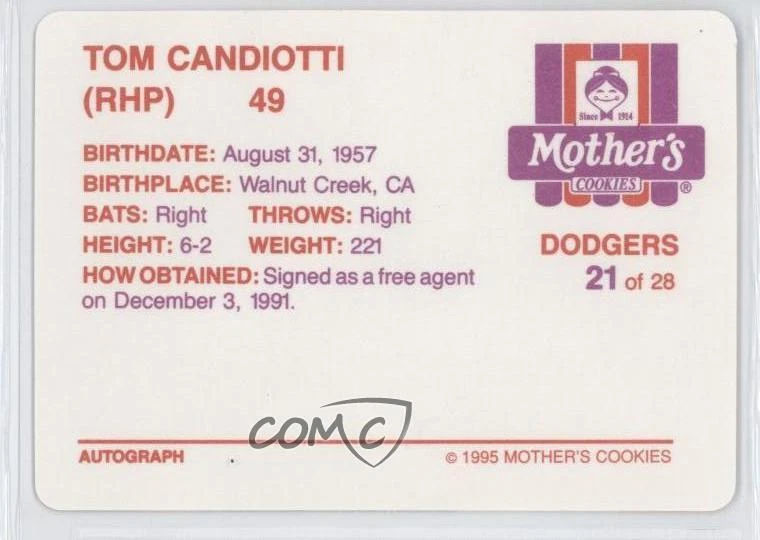 TOM CANDIOTTI
(RHP) 49
BIRTHDATE: August 31, 1957
BIRTHPLACE: Walnut Creek, CA
BATS: Right THROWS: Right
HEIGHT: 6-2 WEIGHT: 221
HOW OBTAINED: Signed as a free agent
on December 3, 1991.
Since 1914
Mother's
COOKIES ®
DODGERS
21 of 28
COMC
AUTOGRAPH © 1995 MOTHER'S COOKIES